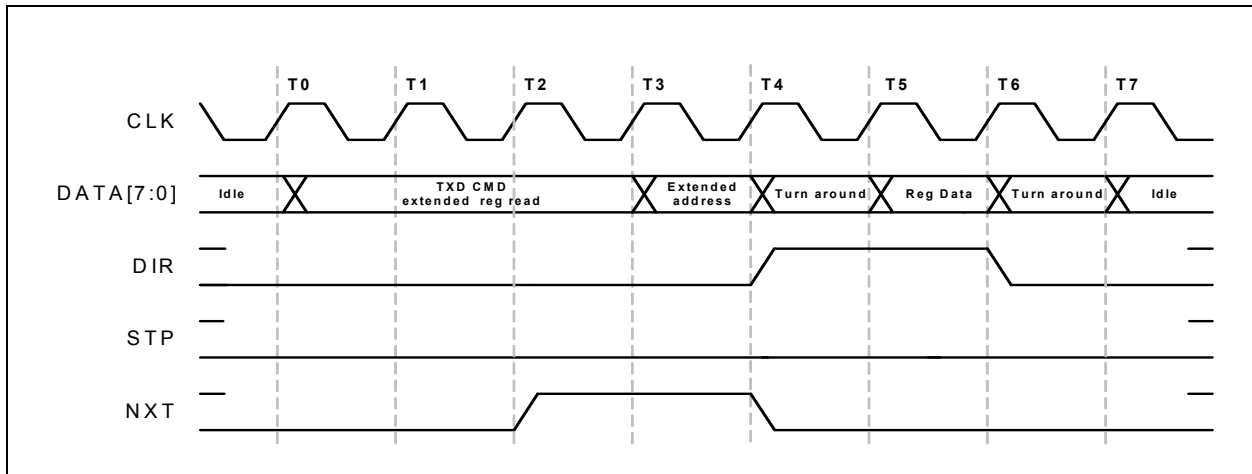 T0 T1 T2 T3 T4 T5 T6 T7
CLK
DATA[7:0]
Idle
TXD CMD
extended reg read
Extended
address
Turn around
Reg Data
Turn around
Idle
DIR
STP
NXT